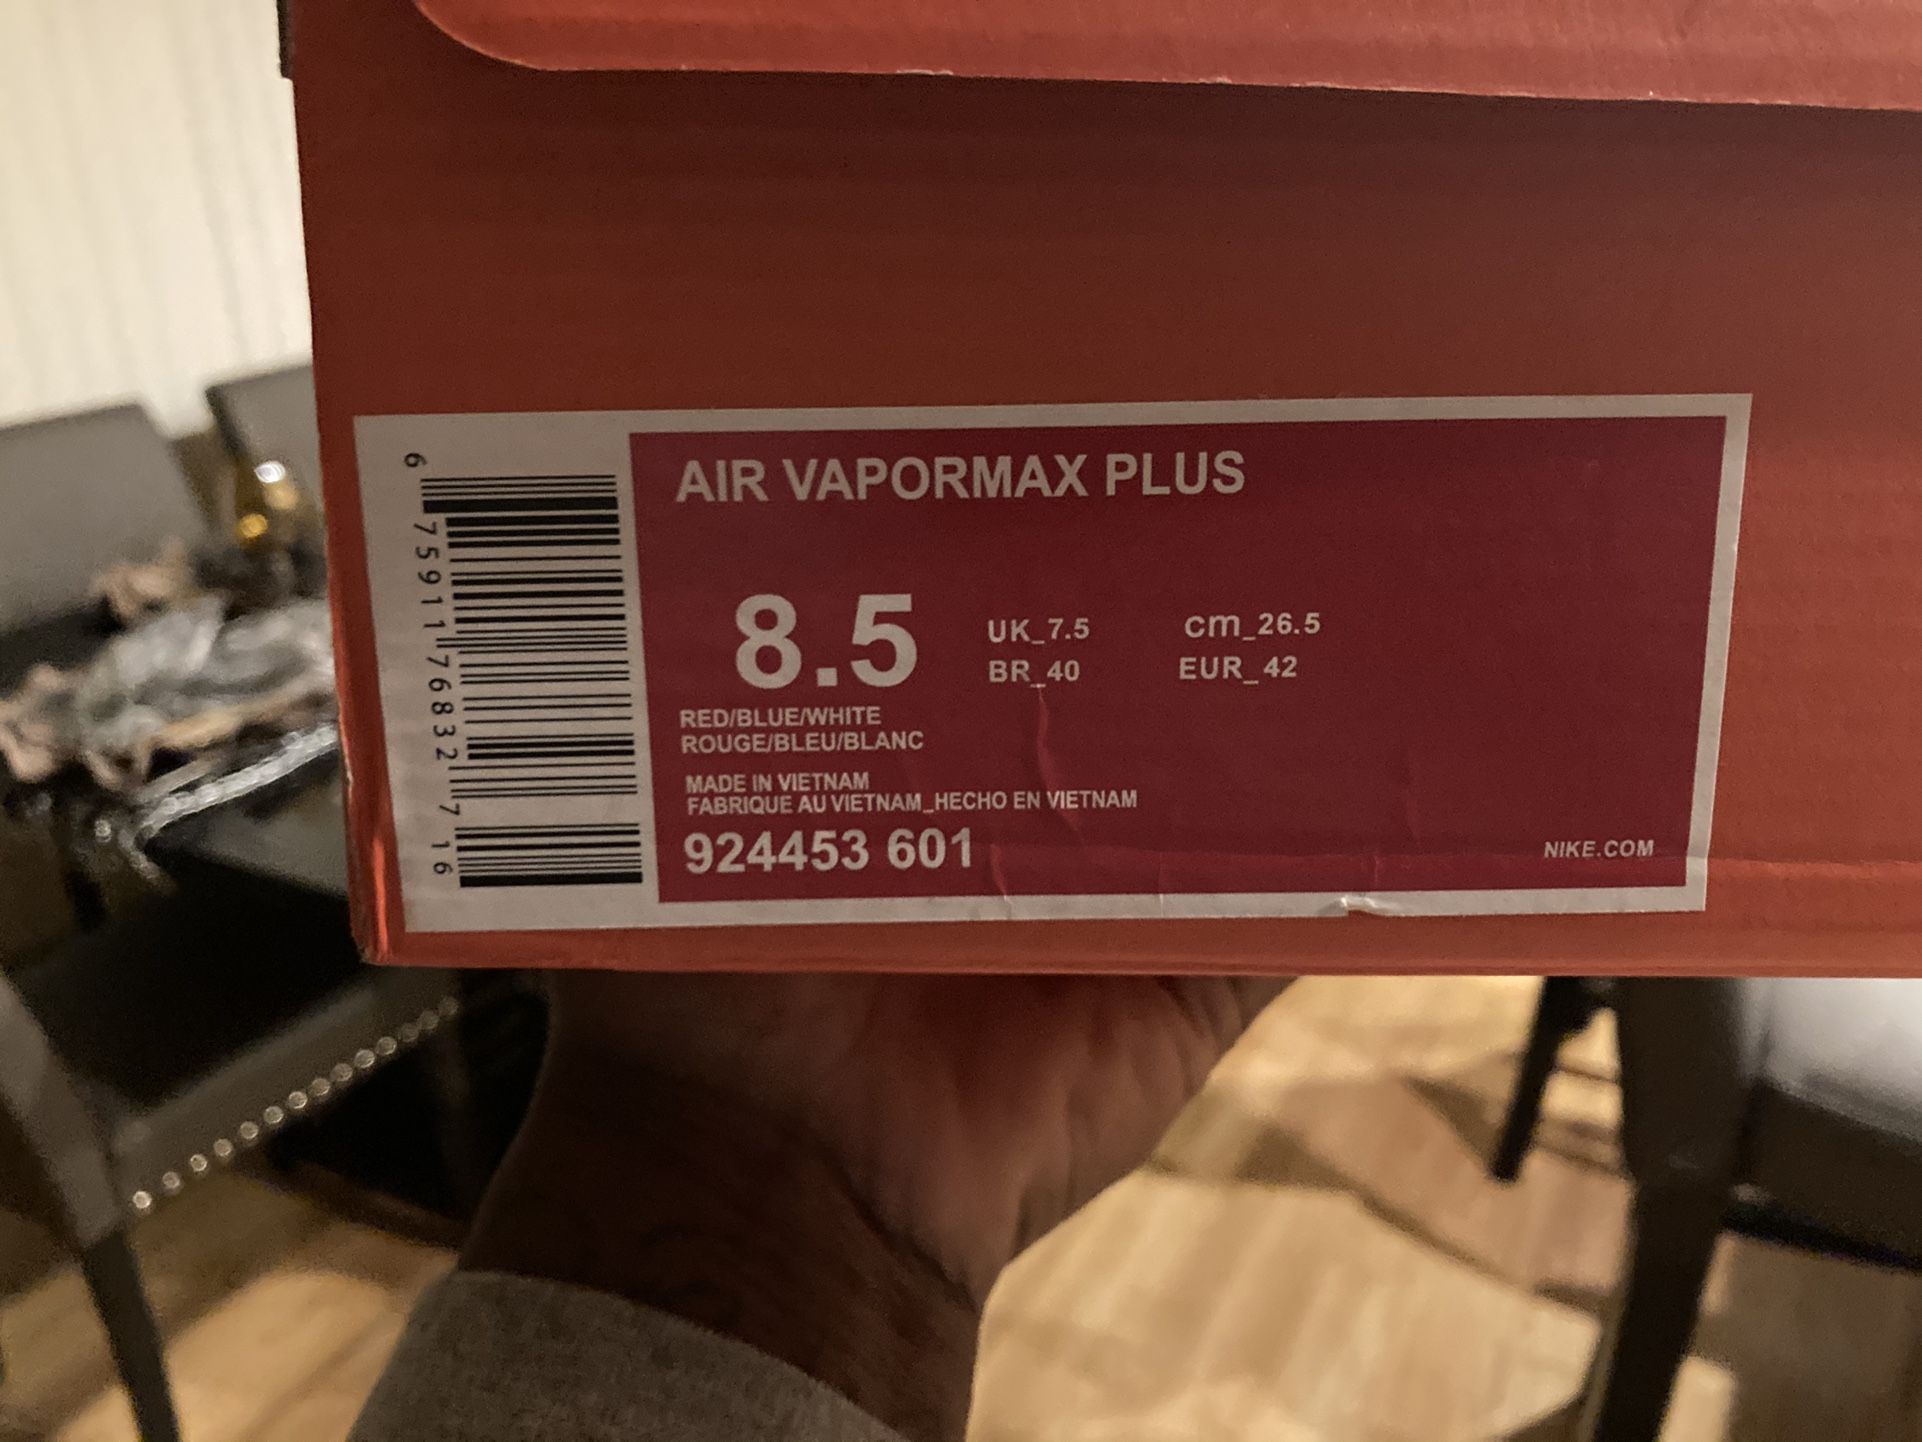 6 75911 76832 7 16
AIR VAPORMAX PLUS
8.5
UK_7.5 cm_26.5
BR_40 EUR_42
RED/BLUE/WHITE
ROUGE/BLEU/BLANC
MADE IN VIETNAM
FABRIQUE AU VIETNAM_HECHO EN VIETNAM
924453 601
NIKE.COM